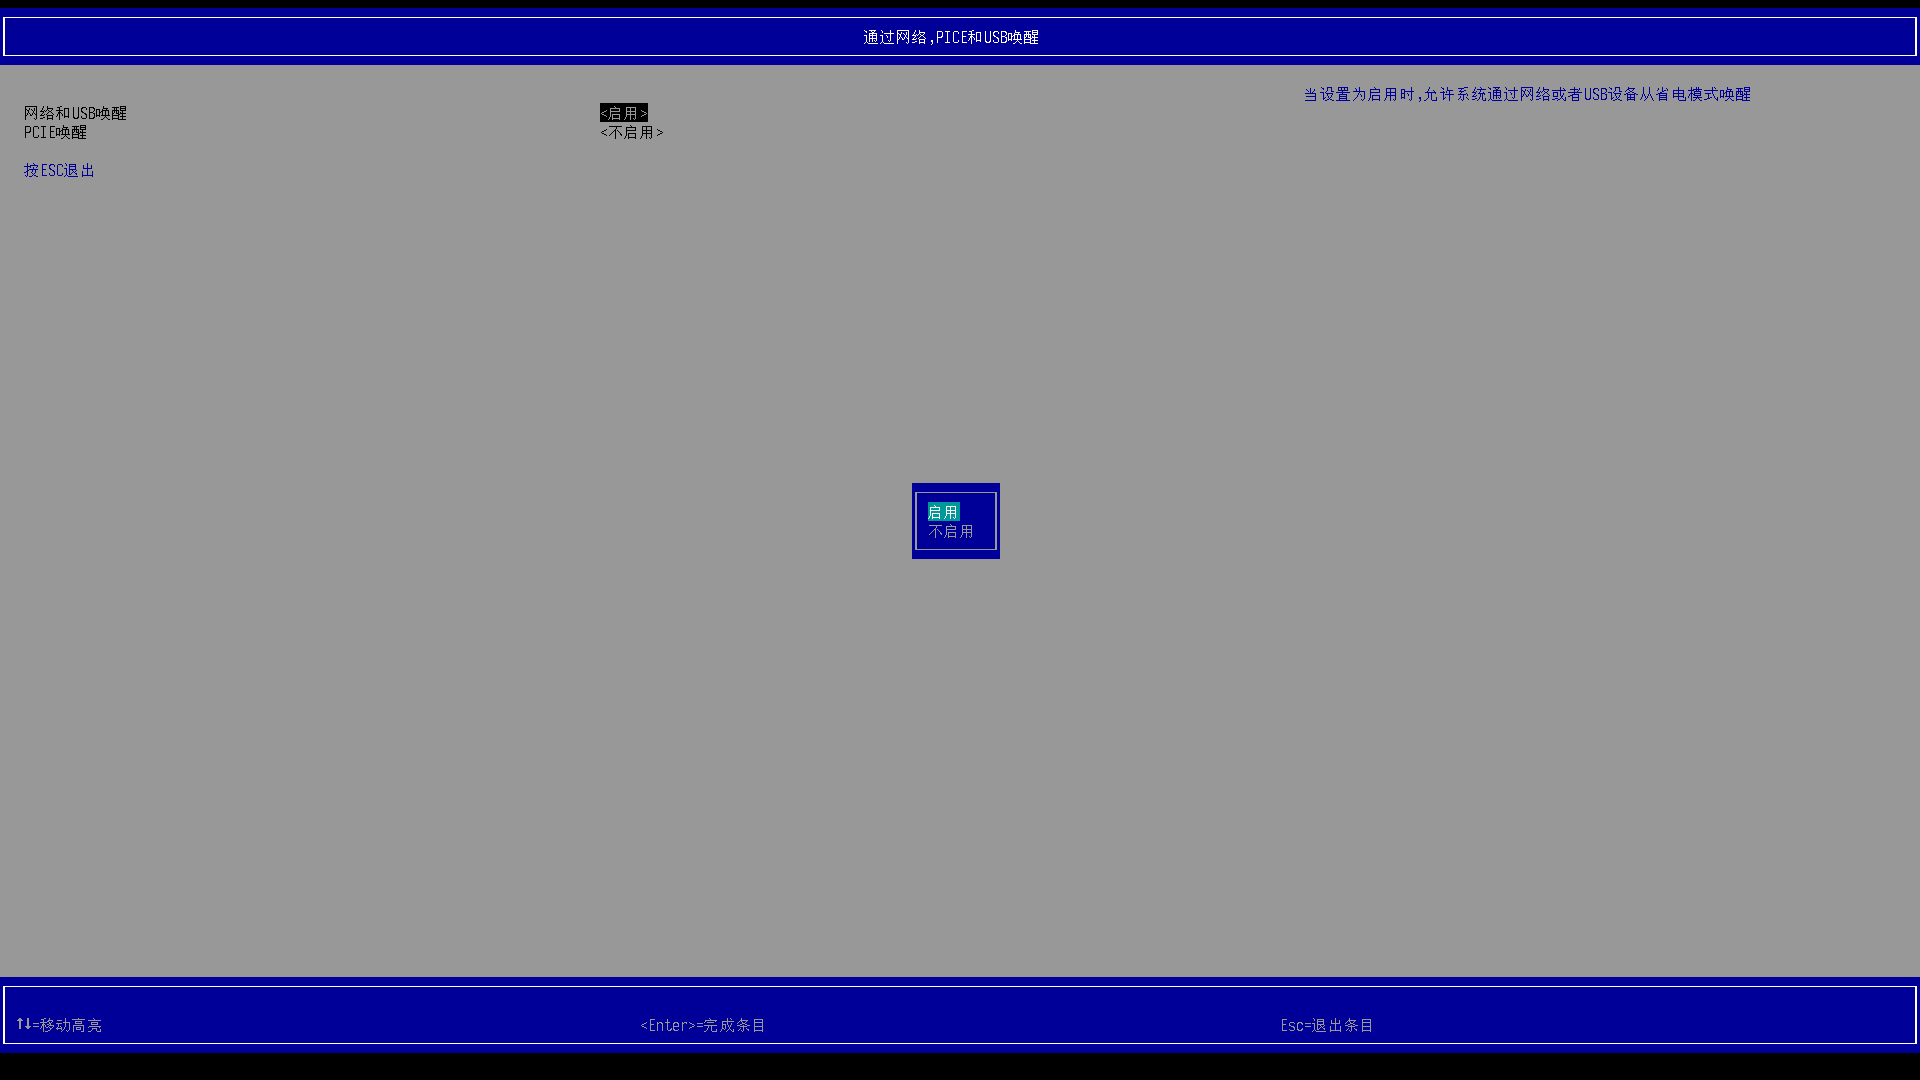 通过网络,PICE和USB唤醒
当设置为启用时,允许系统通过网络或者USB设备从省电模式唤醒
网络和USB唤醒 <启用>
PCIE唤醒 <不启用>
按ESC退出
启用
不启用
↑↓=移动高亮 <Enter>=完成条目 Esc=退出条目